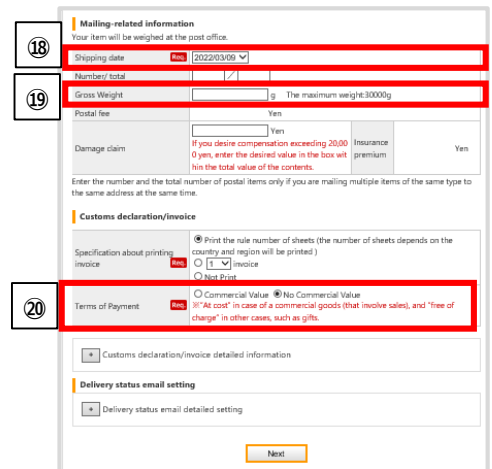 Mailing-related information
Your item will be weighed at the post office.
⑱
Shipping date Req. 2022/03/09
Number/ total /
⑲
Gross Weight g The maximum weight:30000g
Postal fee Yen
Yen
Damage claim If you desire compensation exceeding 20,00 Insurance Yen
0 yen, enter the desired value in the box wit premium
hin the total value of the contents.
Enter the number and the total number of postal items only if you are mailing multiple items of the same type to
the same address at the same time.
Customs declaration/invoice
Print the rule number of sheets (the number of sheets depends on the
Specification about printing country and region will be printed )
invoice Req. 1 invoice
Not Print
⑳
Commercial Value No Commercial Value
Terms of Payment Req. ※"At cost" in case of a commercial goods (that involve sales), and "free of
charge" in other cases, such as gifts.
+ Customs declaration/invoice detailed information
Delivery status email setting
+ Delivery status email detailed setting
Next